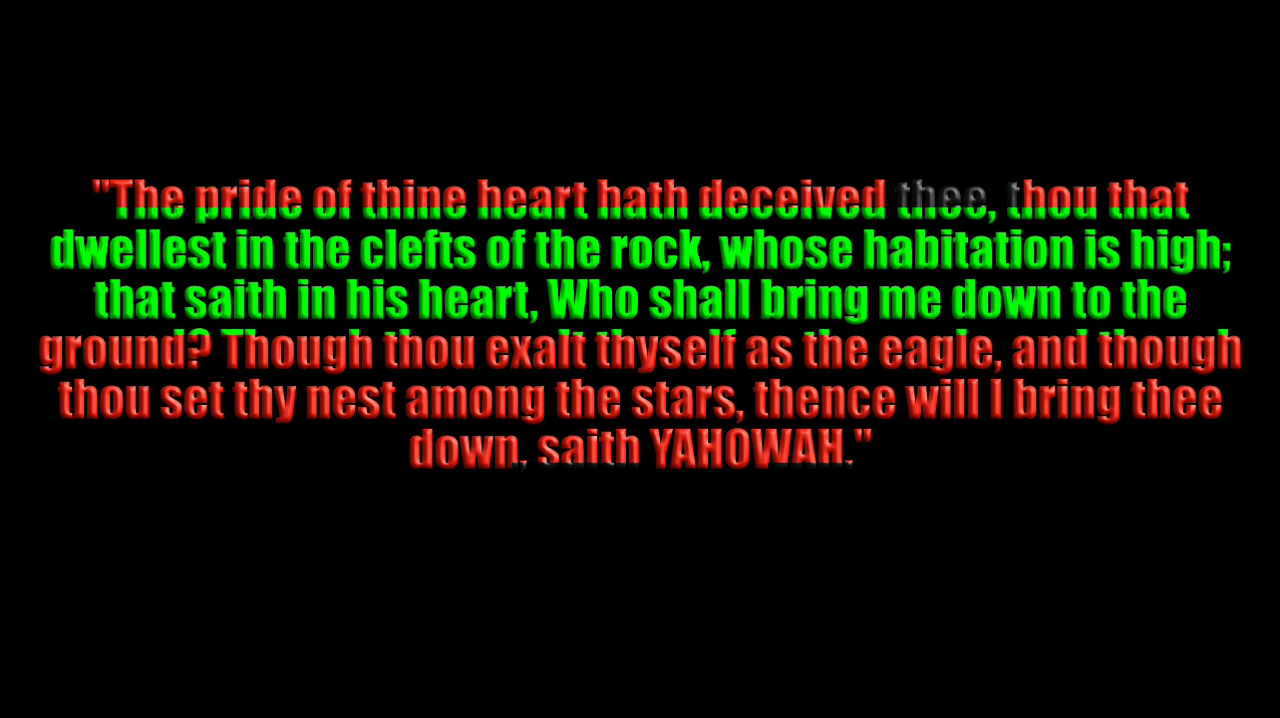 "The pride of thine heart hath deceived thee, thou that
dwellest in the clefts of the rock, whose habitation is high;
that saith in his heart, Who shall bring me down to the
ground? Though thou exalt thyself as the eagle, and though
thou set thy nest among the stars, thence will I bring thee
down, saith YAHOWAH."